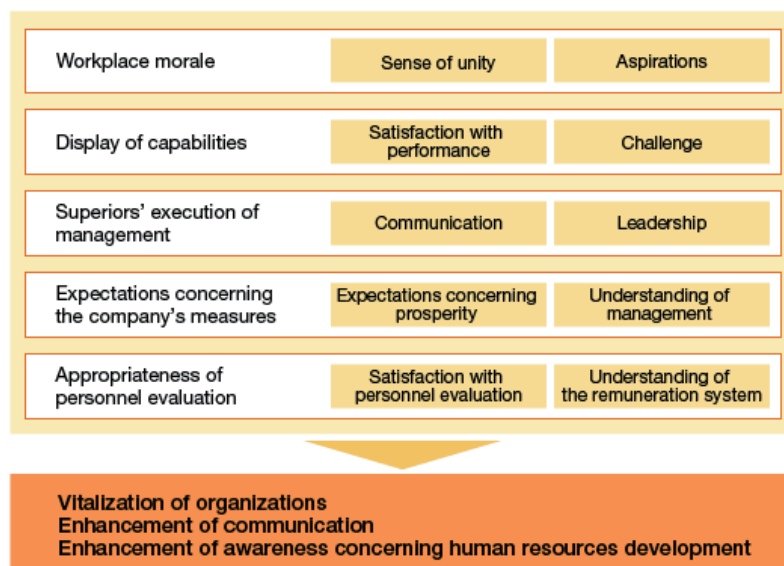 Workplace morale
Sense of unity
Aspirations
Display of capabilities
Satisfaction with
performance
Challenge
Superiors' execution of
management
Communication
Leadership
Expectations concerning
the company's measures
Expectations concerning
prosperity
Understanding of
management
Appropriateness of
personnel evaluation
Satisfaction with
personnel evaluation
Understanding of
the remuneration system
Vitalization of organizations
Enhancement of communication
Enhancement of awareness concerning human resources development